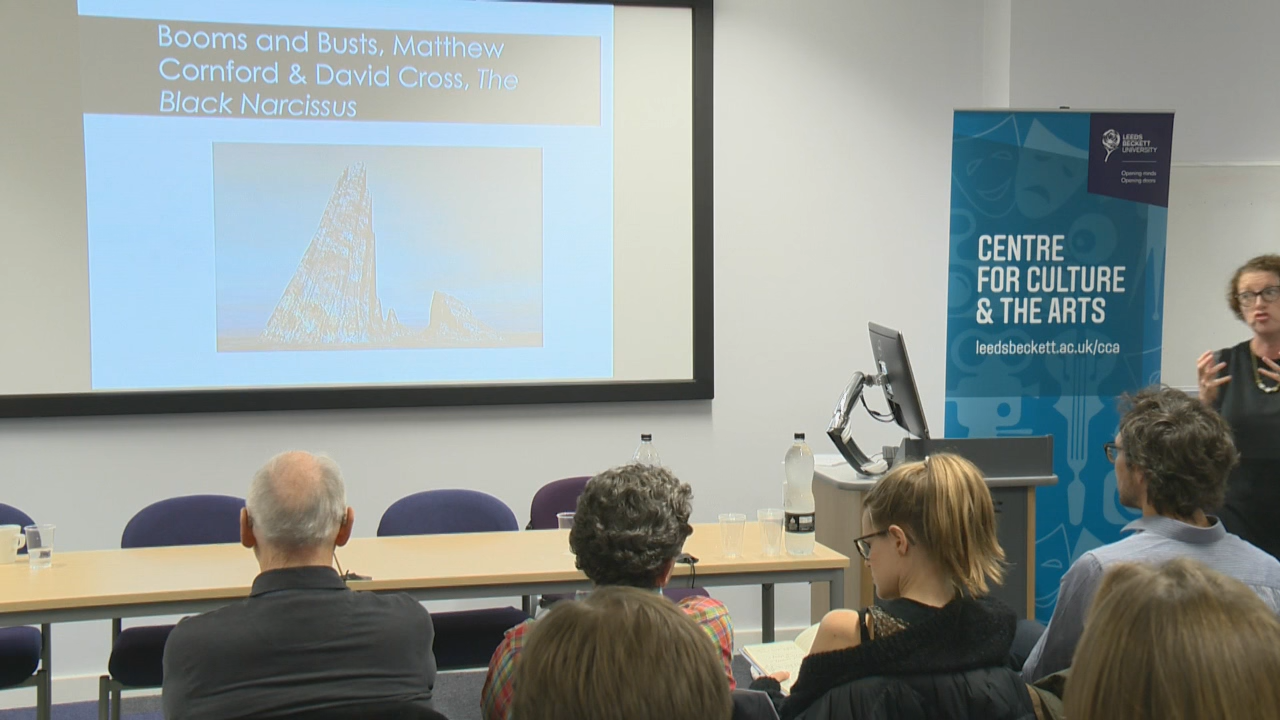 Booms and Busts, Matthew
Cornford & David Cross, The
Black Narcissus
LEEDS
BECKETT
UNIVERSITY
Opening minds
Opening doors
CENTRE
FOR CULTURE
& THE ARTS
leedsbeckett.ac.uk/cca